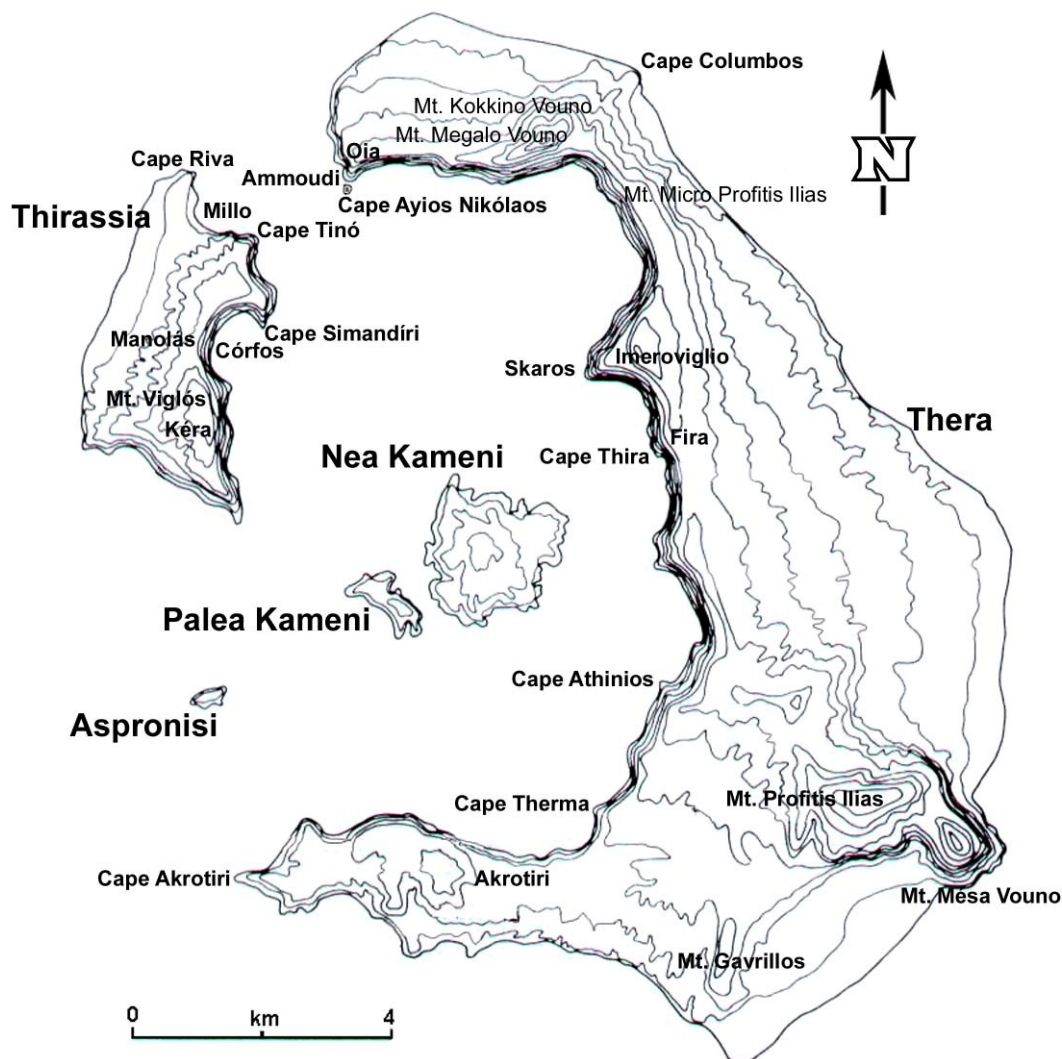 Cape Columbos
Mt. Kokkino Vouno
Mt. Megalo Vouno
N
Oia
Cape Riva
Ammoudi
Mt. Micro Profitis Ilias
Cape Ayios Nikólaos
Thirassia
Millo
Cape Tinó
Cape Simandíri
Manolás
Córfos
Imeroviglio
Skaros
Mt. Viglós
Kéra
Thera
Fira
Nea Kameni
Cape Thira
Palea Kameni
Cape Athinios
Aspronisi
Mt. Profitis Ilias
Cape Therma
Cape Akrotiri
Akrotiri
Mt. Mésa Vouno
Mt. Gavrillos
0 4
km